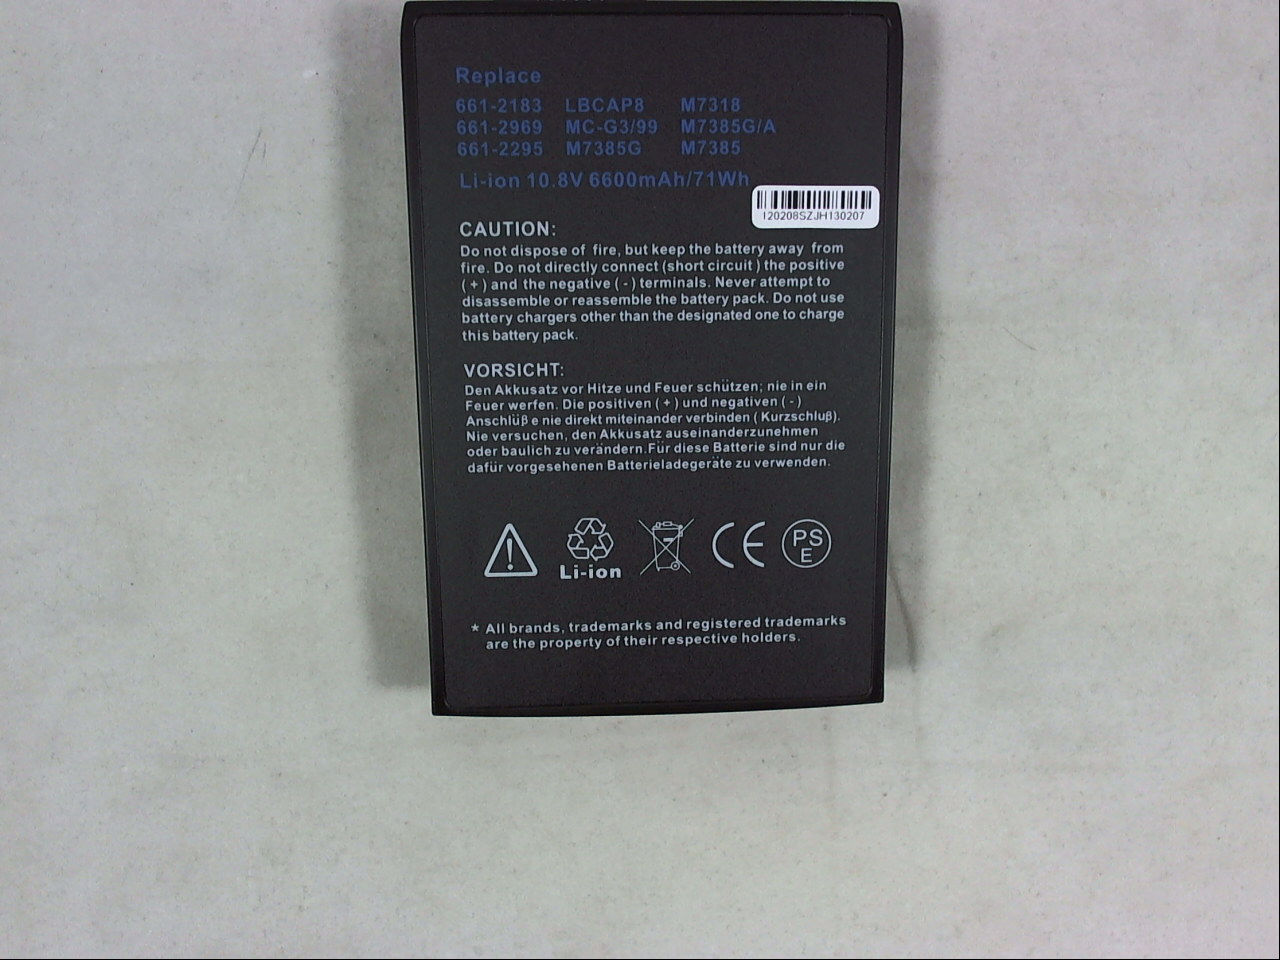 Replace
661-2183 LBCAP8 M7318
661-2969 MC-G3/99 M7385G/A
661-2295 M7385G M7385
Li-ion 10.8V 6600mAh/71Wh
120208SZJH130207
CAUTION:
Do not dispose of fire, but keep the battery away from
fire. Do not directly connect (short circuit ) the positive
( + ) and the negative ( - ) terminals. Never attempt to
disassemble or reassemble the battery pack. Do not use
battery chargers other than the designated one to charge
this battery pack.
VORSICHT:
Den Akkusatz vor Hitze und Feuer schützen; nie in ein
Feuer werfen. Die positiven ( + ) und negativen ( - )
Anschlüß e nie direkt miteinander verbinden ( Kurzschluß).
Nie versuchen, den Akkusatz auseinanderzunehmen
oder baulich zu verändern.Für diese Batterie sind nur die
dafür vorgesehenen Batterieladegeräte zu verwenden.
Li-ion
CE
PS
E
* All brands, trademarks and registered trademarks
are the property of their respective holders.